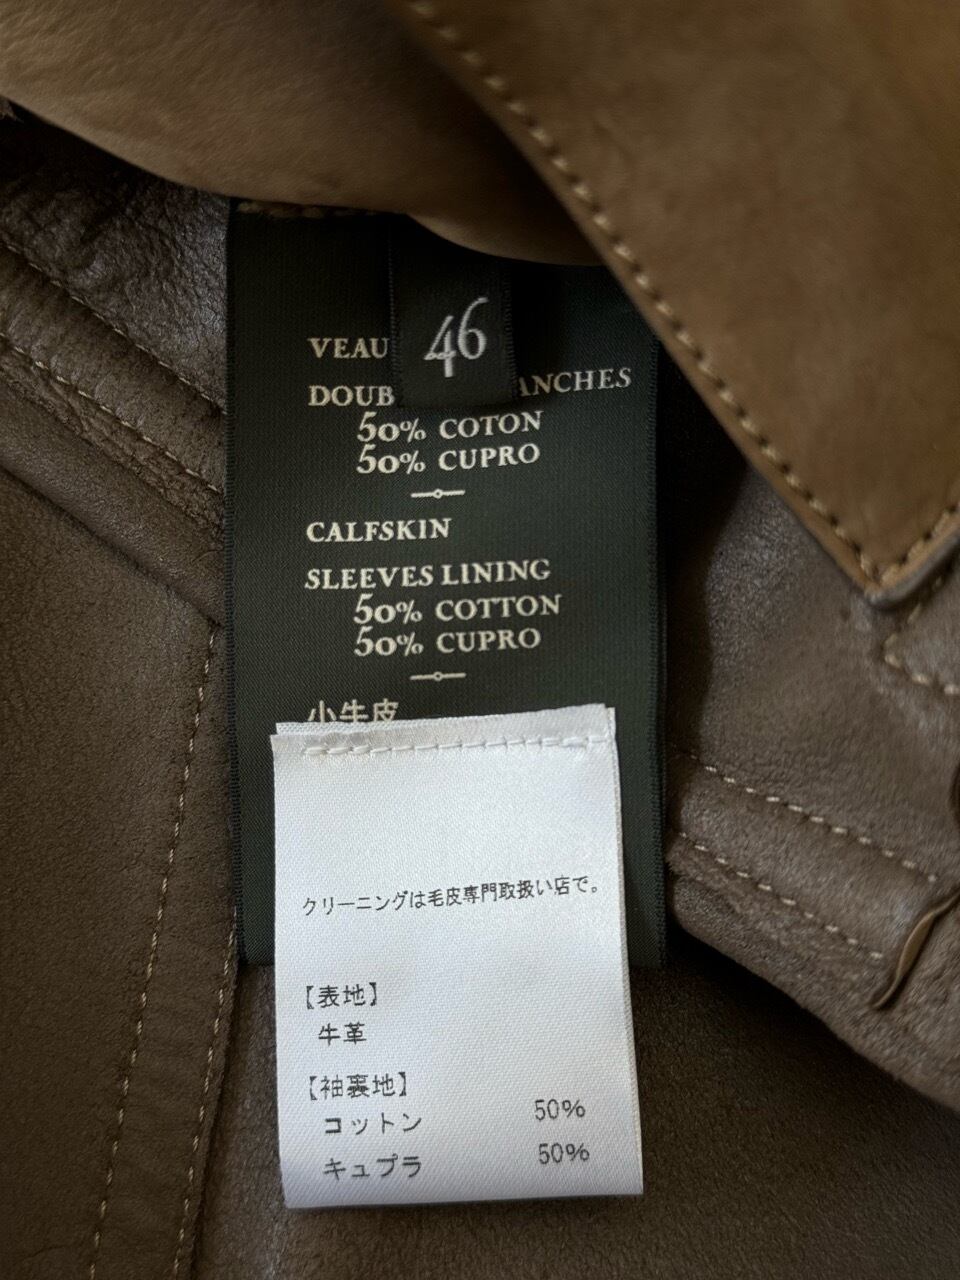 46
VEAU
DOUB ANCHES
50% COTON
50% CUPRO
CALFSKIN
SLEEVES LINING
50% COTTON
50% CUPRO
小牛皮
クリーニングは毛皮専門取扱い店で。
【表地】
牛革
【袖裏地】
コットン 50%
キュプラ 50%